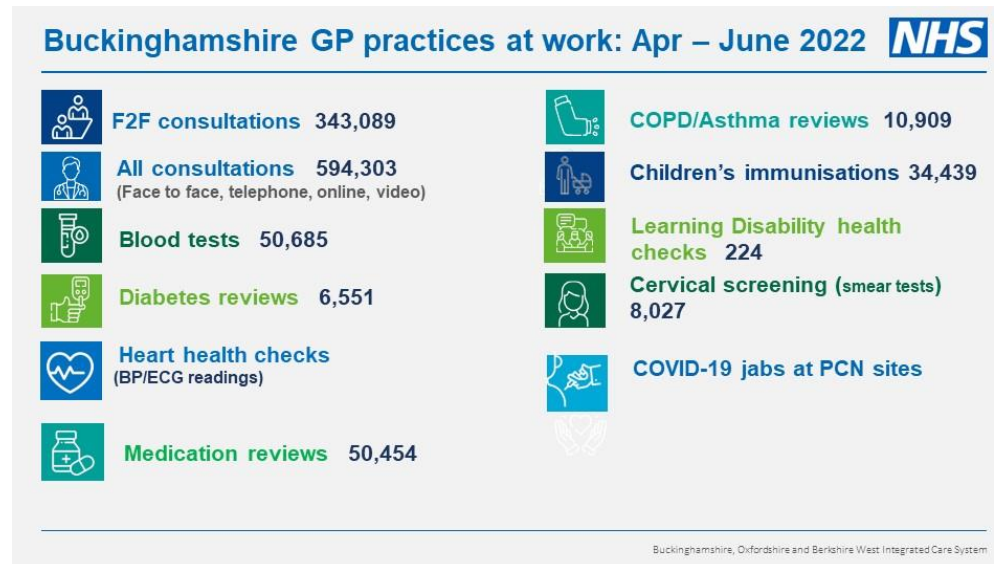 Buckinghamshire GP practices at work: Apr – June 2022 NHS
F2F consultations 343,089
All consultations 594,303
(Face to face, telephone, online, video)
Blood tests 50,685
Diabetes reviews 6,551
Heart health checks
(BP/ECG readings)
Medication reviews 50,454
COPD/Asthma reviews 10,909
Children's immunisations 34,439
Learning Disability health
checks 224
Cervical screening (smear tests)
8,027
COVID-19 jabs at PCN sites
Buckinghamshire, Oxfordshire and Berkshire West Integrated Care System